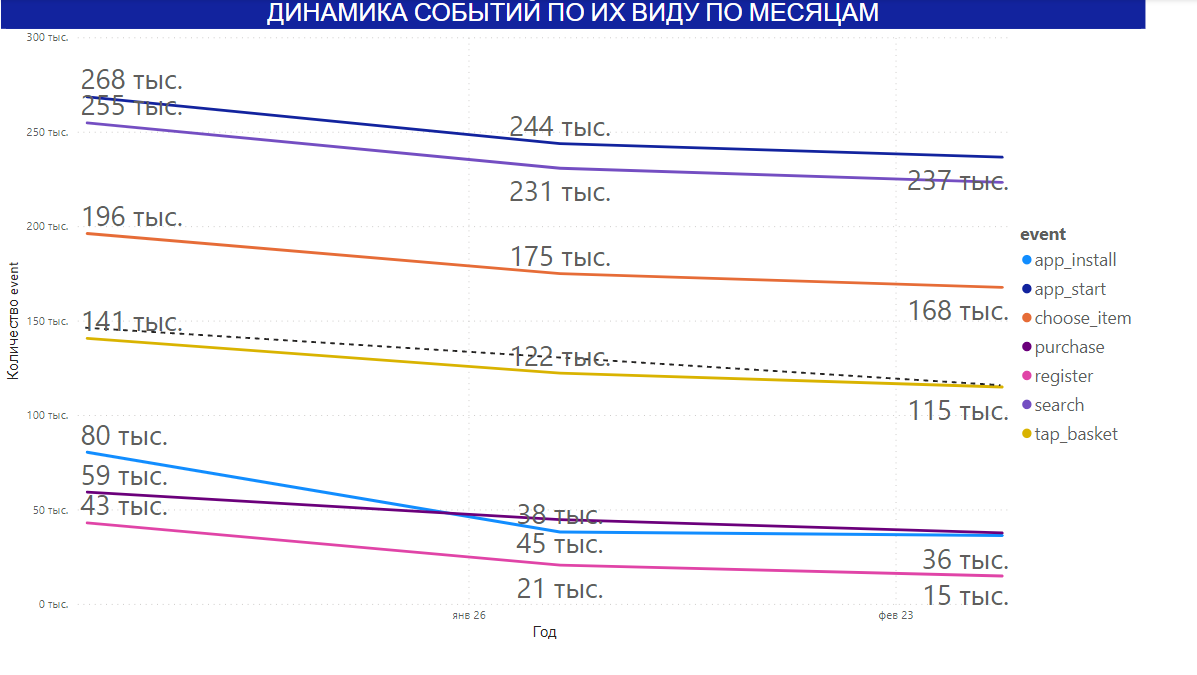 ДИНАМИКА СОБЫТИЙ ПО ИХ ВИДУ ПО МЕСЯЦАМ
300 тыс.
268 тыс.
255 тыс.
250 тыс.
244 тыс.
231 тыс.
237 тыс.
196 тыс.
200 тыс.
175 тыс.
168 тыс.
141 тыс.
150 тыс.
122 тыс.
115 тыс.
100 тыс.
80 тыс.
59 тыс.
43 тыс.
50 тыс.
38 тыс.
45 тыс.
36 тыс.
21 тыс.
15 тыс.
0 тыс.
янв 26
фев 23
Год
Количество event
event
app_install
app_start
choose_item
purchase
register
search
tap_basket